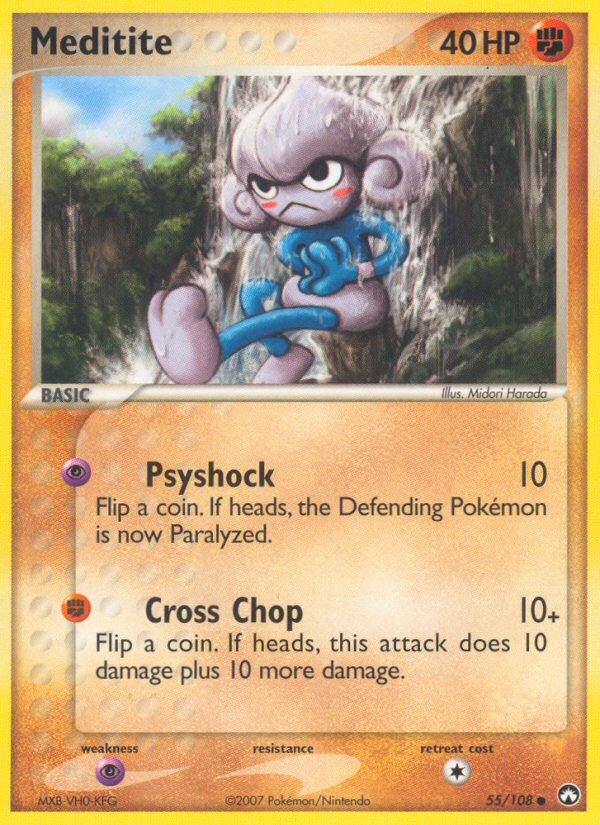 Meditite 40 HP
BASIC
Illus. Midori Harada
Psyshock 10
Flip a coin. If heads, the Defending Pokémon
is now Paralyzed.
Cross Chop 10+
Flip a coin. If heads, this attack does 10
damage plus 10 more damage.
weakness resistance retreat cost
MXB-VH0-KFG ©2007 Pokémon/Nintendo 55/108